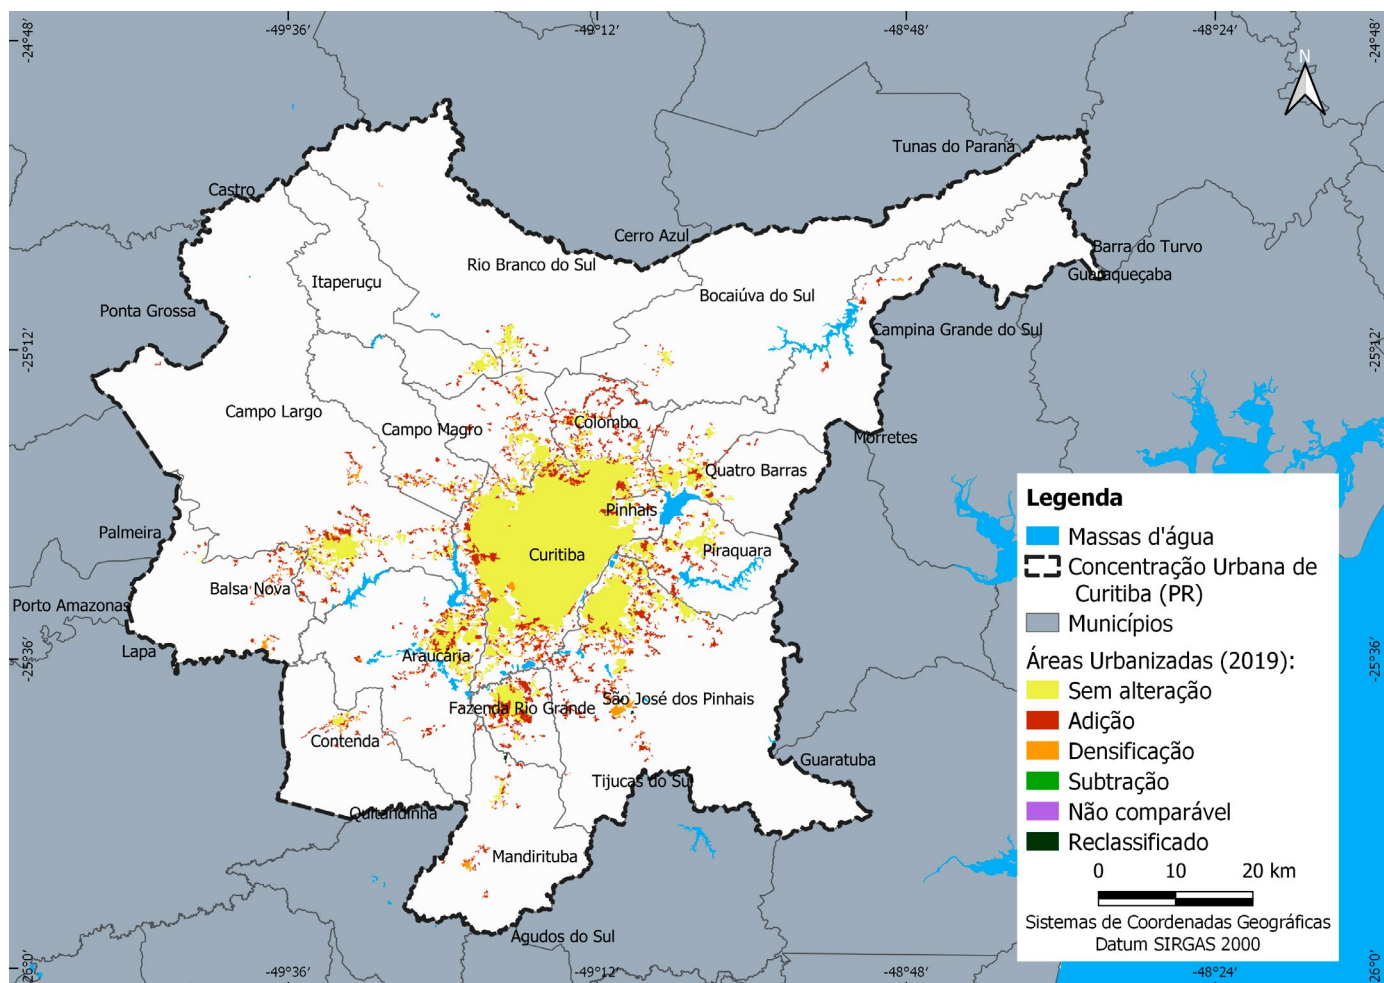 -49°36′
-49°12′
-48°48′
-48°24′
-24°48′
-24°48′
N
Tunas do Paraná
Castro
Cerro Azul
Barra do Turvo
Rio Branco do Sul
Guaraqueçaba
Itaperuçu
Bocaiúva do Sul
Ponta Grossa
Campina Grande do Sul
-25°12′
-25°12′
Campo Largo
Colombo
Campo Magro
Morretes
Quatro Barras
Pinhais
Palmeira
Curitiba
Piraquara
Balsa Nova
Porto Amazonas
Lapa
Araucária
-25°36′
-25°36′
São José dos Pinhais
Fazenda Rio Grande
Contenda
Guaratuba
Tijucas do Su
Quitandinha
Mandirituba
Agudos do Sul
Legenda
Massas d'água
Concentração Urbana de
Curitiba (PR)
Municípios
Áreas Urbanizadas (2019):
Sem alteração
Adição
Densificação
Subtração
Não comparável
Reclassificado
0 10 20 km
Sistemas de Coordenadas Geográficas
Datum SIRGAS 2000
26°0′
26°0′
-49°36′
-49°12′
-48°48′
-48°24′